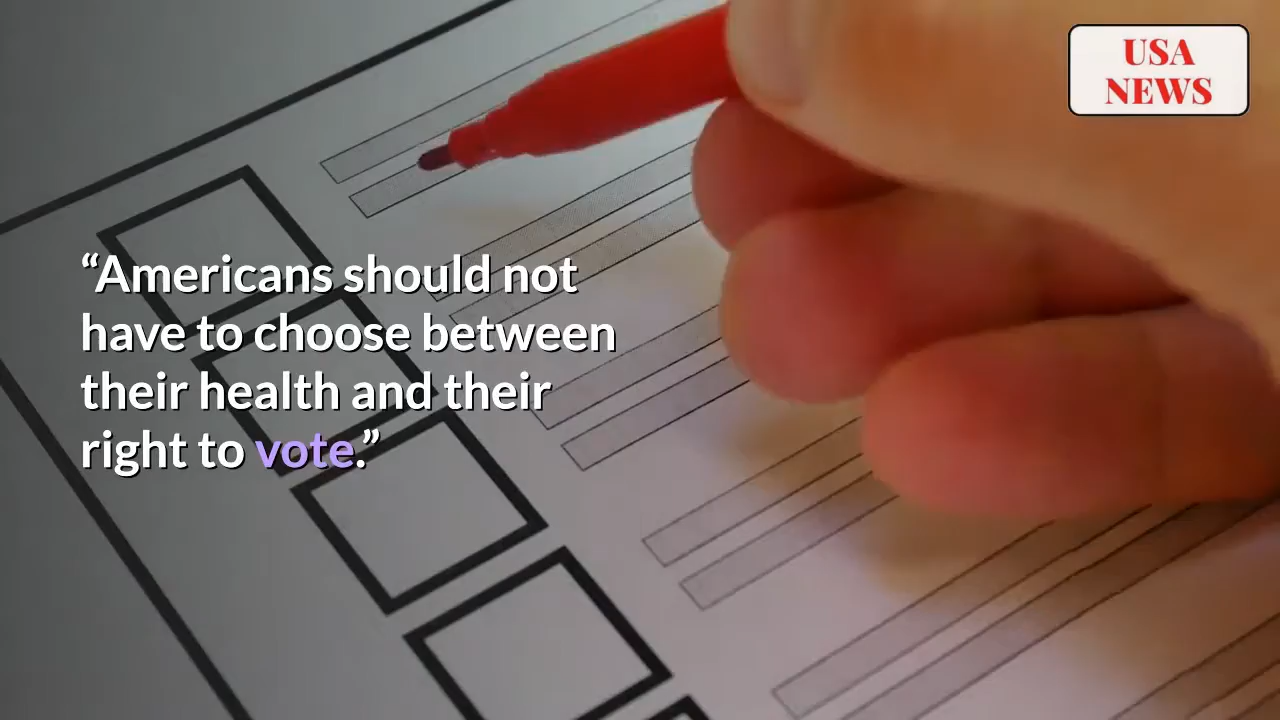 USA
NEWS
“Americans should not
have to choose between
their health and their
right to vote.”